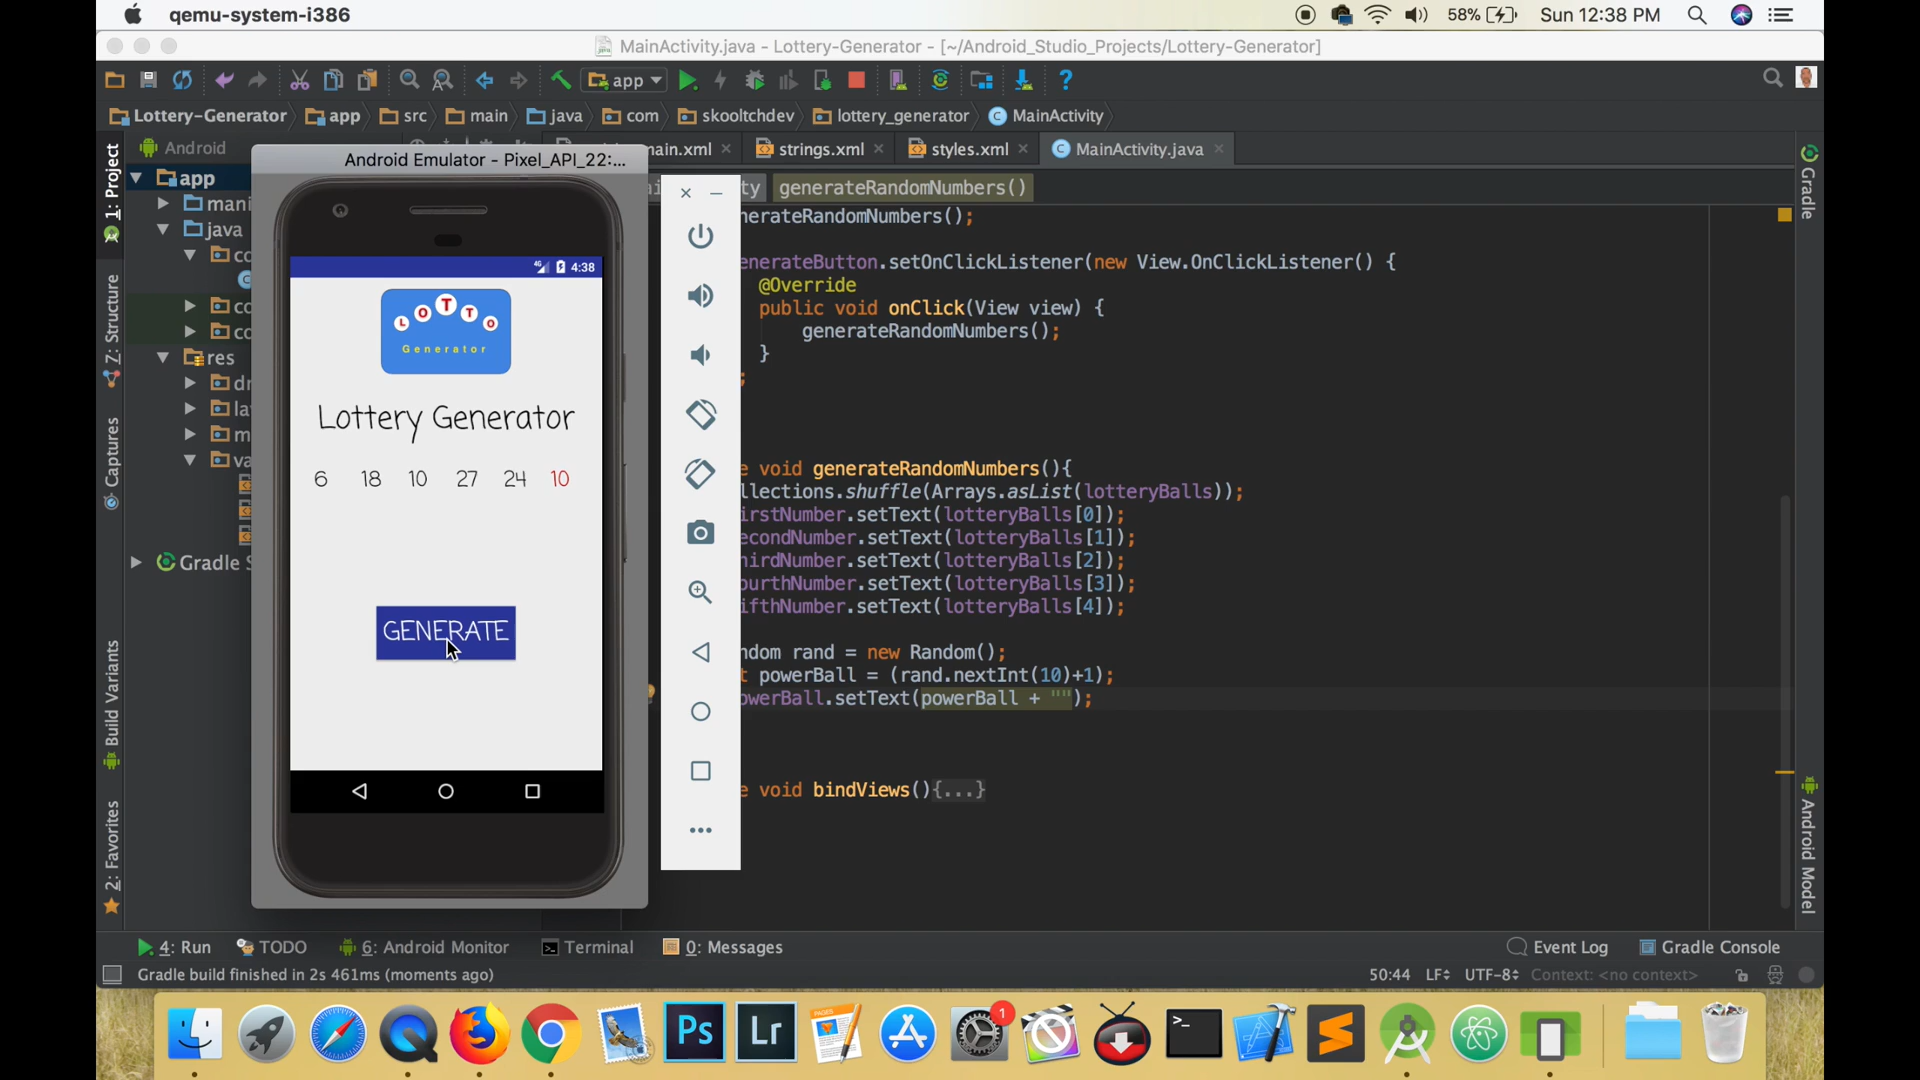 qemu-system-i386
58%
Sun 12:38 PM
MainActivity.java - Lottery-Generator - [~/Android_Studio_Projects/Lottery-Generator]
app
Lottery-Generator
app
src
main
java
com
skooltchdev
lottery_generator
MainActivity
Android
main.xml
strings.xml
styles.xml
MainActivity.java
1: Project
Gradle
Android Emulator - Pixel_API_22:...
generateRandomNumbers()
app
java
res
Gradle S
7: Structure
Captures
Build Variants
2: Favorites
Android Model
4G
4:38
LOTTO
Generator
Lottery Generator
6 18 10 27 24 10
GENERATE
nerateRandomNumbers();
enerateButton.setOnClickListener(new View.OnClickListener() {
@Override
public void onClick(View view) {
generateRandomNumbers();
}
;
e void generateRandomNumbers(){
llections.shuffle(Arrays.asList(lotteryBalls));
irstNumber.setText(lotteryBalls[0]);
econdNumber.setText(lotteryBalls[1]);
hirdNumber.setText(lotteryBalls[2]);
ourthNumber.setText(lotteryBalls[3]);
ifthNumber.setText(lotteryBalls[4]);
ndom rand = new Random();
t powerBall = (rand.nextInt(10)+1);
owerBall.setText(powerBall + "");
e void bindViews(){...}
4: Run
TODO
6: Android Monitor
Terminal
0: Messages
Event Log
Gradle Console
Gradle build finished in 2s 461ms (moments ago)
50:44
LF
UTF-8
Context: <no context>
Ps
Lr
PAGES
1